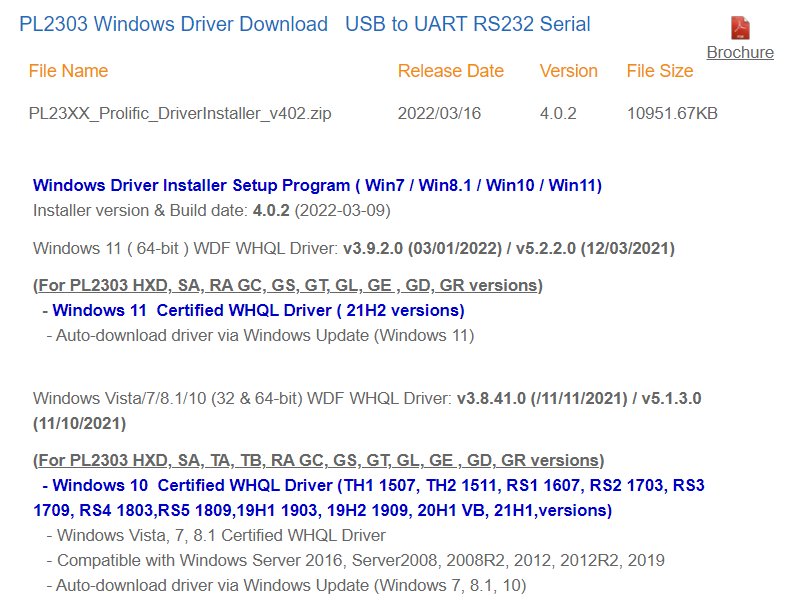 PL2303 Windows Driver Download   USB to UART RS232 Serial
Brochure
File Name   Release Date   Version   File Size
PL23XX_Prolific_DriverInstaller_v402.zip   2022/03/16   4.0.2   10951.67KB
Windows Driver Installer Setup Program ( Win7 / Win8.1 / Win10 / Win11)
Installer version & Build date: 4.0.2 (2022-03-09)
Windows 11 ( 64-bit ) WDF WHQL Driver: v3.9.2.0 (03/01/2022) / v5.2.2.0 (12/03/2021)
(For PL2303 HXD, SA, RA GC, GS, GT, GL, GE , GD, GR versions)
- Windows 11  Certified WHQL Driver ( 21H2 versions)
- Auto-download driver via Windows Update (Windows 11)
Windows Vista/7/8.1/10 (32 & 64-bit) WDF WHQL Driver: v3.8.41.0 (/11/11/2021) / v5.1.3.0
(11/10/2021)
(For PL2303 HXD, SA, TA, TB, RA GC, GS, GT, GL, GE , GD, GR versions)
- Windows 10  Certified WHQL Driver (TH1 1507, TH2 1511, RS1 1607, RS2 1703, RS3
1709, RS4 1803,RS5 1809,19H1 1903, 19H2 1909, 20H1 VB, 21H1,versions)
- Windows Vista, 7, 8.1 Certified WHQL Driver
- Compatible with Windows Server 2016, Server2008, 2008R2, 2012, 2012R2, 2019
- Auto-download driver via Windows Update (Windows 7, 8.1, 10)